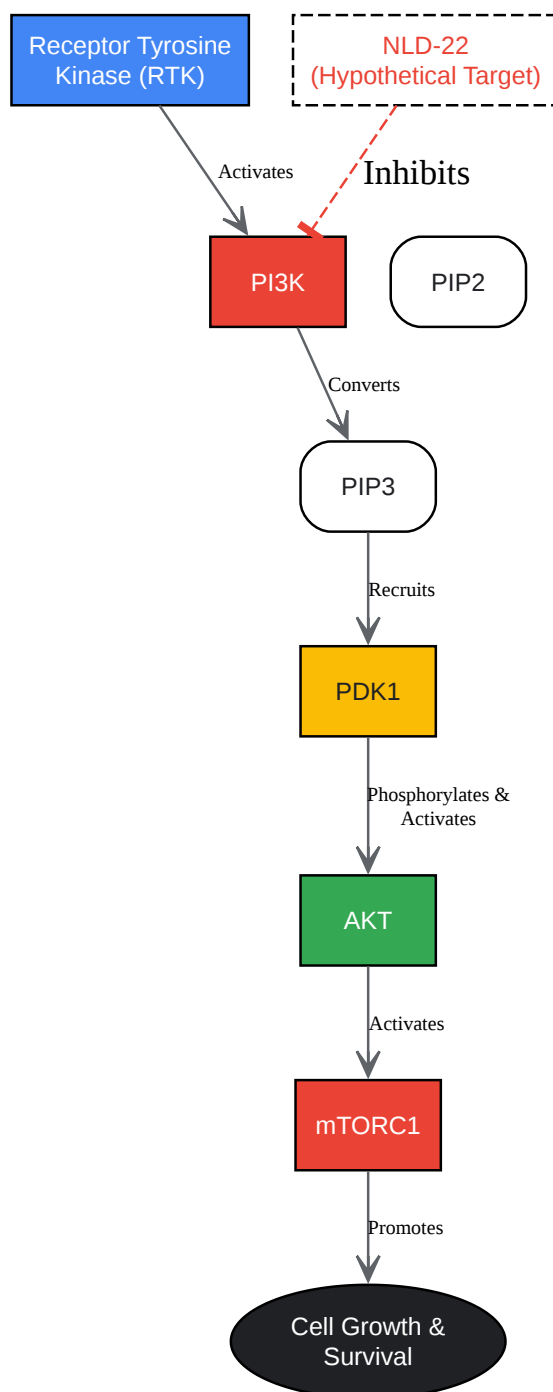 Receptor Tyrosine
Kinase (RTK)
NLD-22
(Hypothetical Target)
Activates
Inhibits
PI3K
PIP2
Converts
PIP3
Recruits
PDK1
Phosphorylates &
Activates
AKT
Activates
mTORC1
Promotes
Cell Growth &
Survival